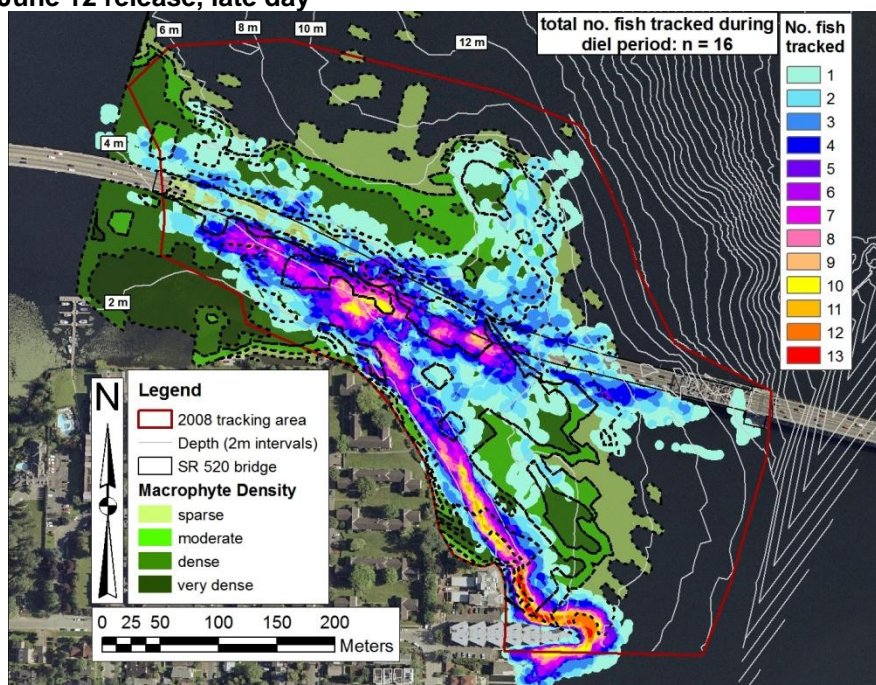 June 12 release, late day
6 m
8 m
10 m
12 m
total no. fish tracked during
diel period: n = 16
No. fish
tracked
1
2
3
4
5
6
7
8
9
10
11
12
13
4 m
2 m
N
Legend
2008 tracking area
Depth (2m intervals)
SR 520 bridge
Macrophyte Density
sparse
moderate
dense
very dense
0 25 50 100 150 200
Meters